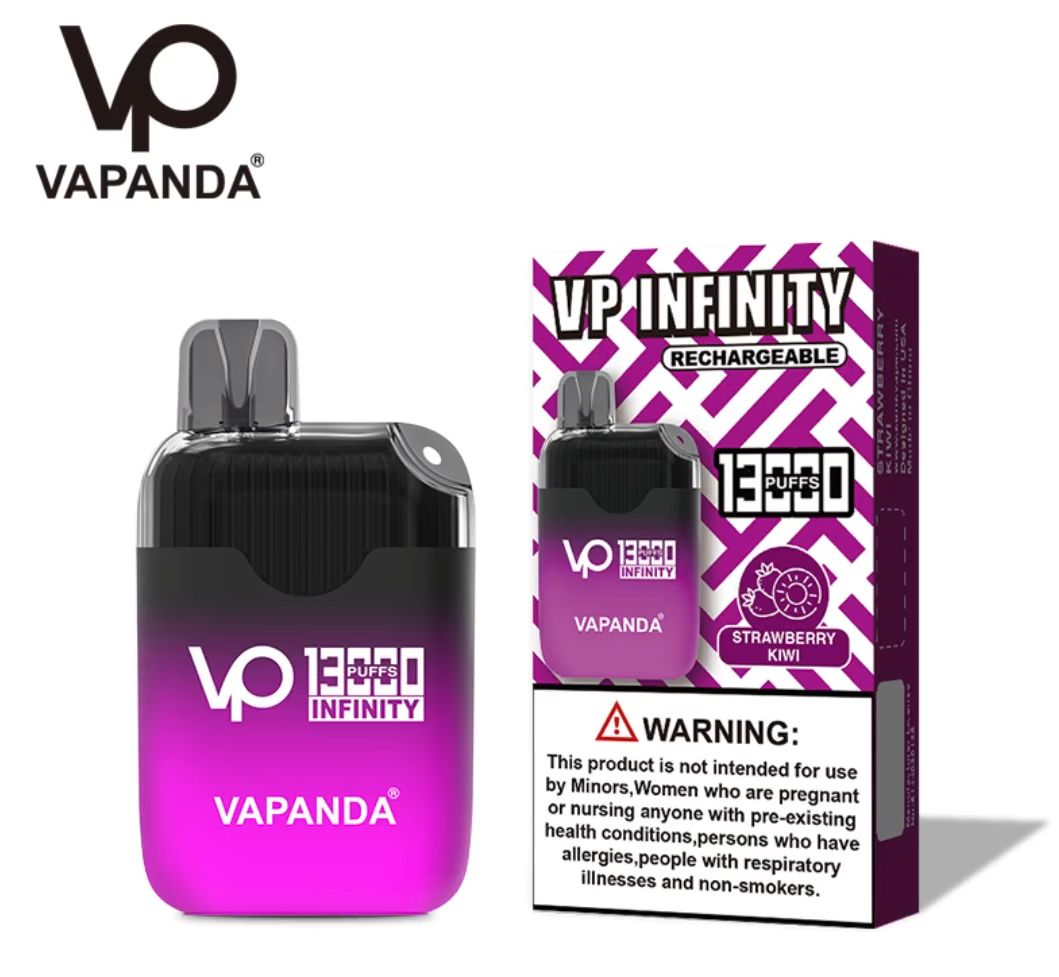 VP
VAPANDA®
VP INFINITY
RECHARGEABLE
13000
PUFFS
VP 13000
PUFFS
INFINITY
VAPANDA®
STRAWBERRY
KIWI
VP 13000
PUFFS
INFINITY
VAPANDA®
WARNING:
This product is not intended for use
by Minors,Women who are pregnant
or nursing anyone with pre-existing
health conditions,persons who have
allergies,people with respiratory
illnesses and non-smokers.
STRAWBERRY
KIWI
Designed in USA